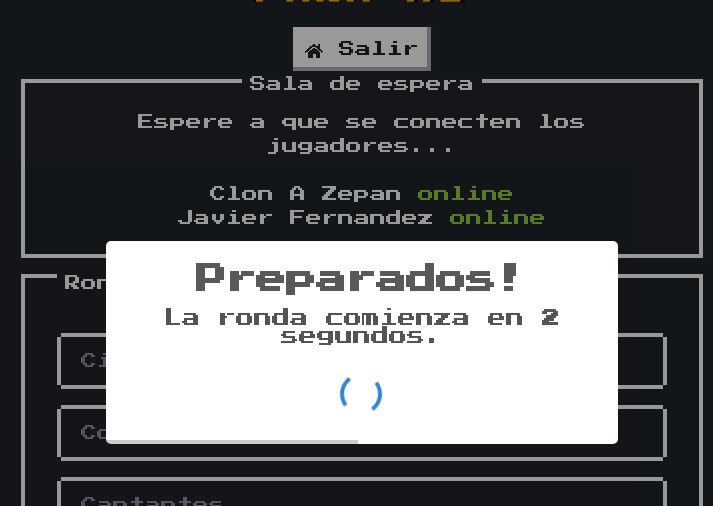 Salir
Sala de espera
Espere a que se conecten los
jugadores...
Clon A Zepan online
Javier Fernandez online
Preparados!
La ronda comienza en 2
segundos.
Cantantes